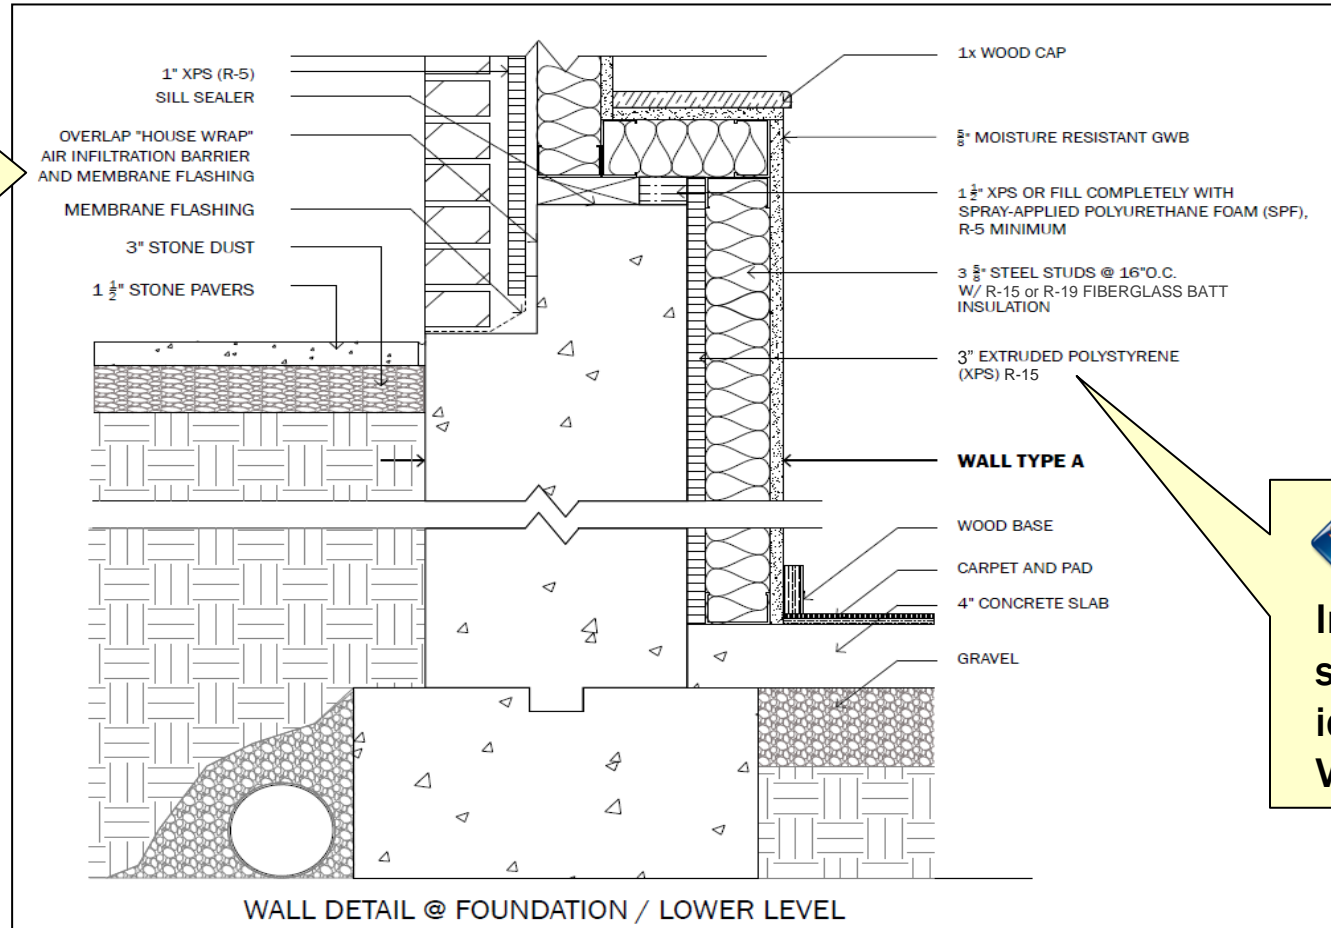 1" XPS (R-5)
SILL SEALER
OVERLAP "HOUSE WRAP"
AIR INFILTRATION BARRIER
AND MEMBRANE FLASHING
MEMBRANE FLASHING
3" STONE DUST
1 1/2" STONE PAVERS
1x WOOD CAP
5/8" MOISTURE RESISTANT GWB
1 1/2" XPS OR FILL COMPLETELY WITH
SPRAY-APPLIED POLYURETHANE FOAM (SPF),
R-5 MINIMUM
3 5/8" STEEL STUDS @ 16"O.C.
W/ R-15 or R-19 FIBERGLASS BATT
INSULATION
3” EXTRUDED POLYSTYRENE
(XPS) R-15
WALL TYPE A
WOOD BASE
CARPET AND PAD
4" CONCRETE SLAB
GRAVEL
WALL DETAIL @ FOUNDATION / LOWER LEVEL